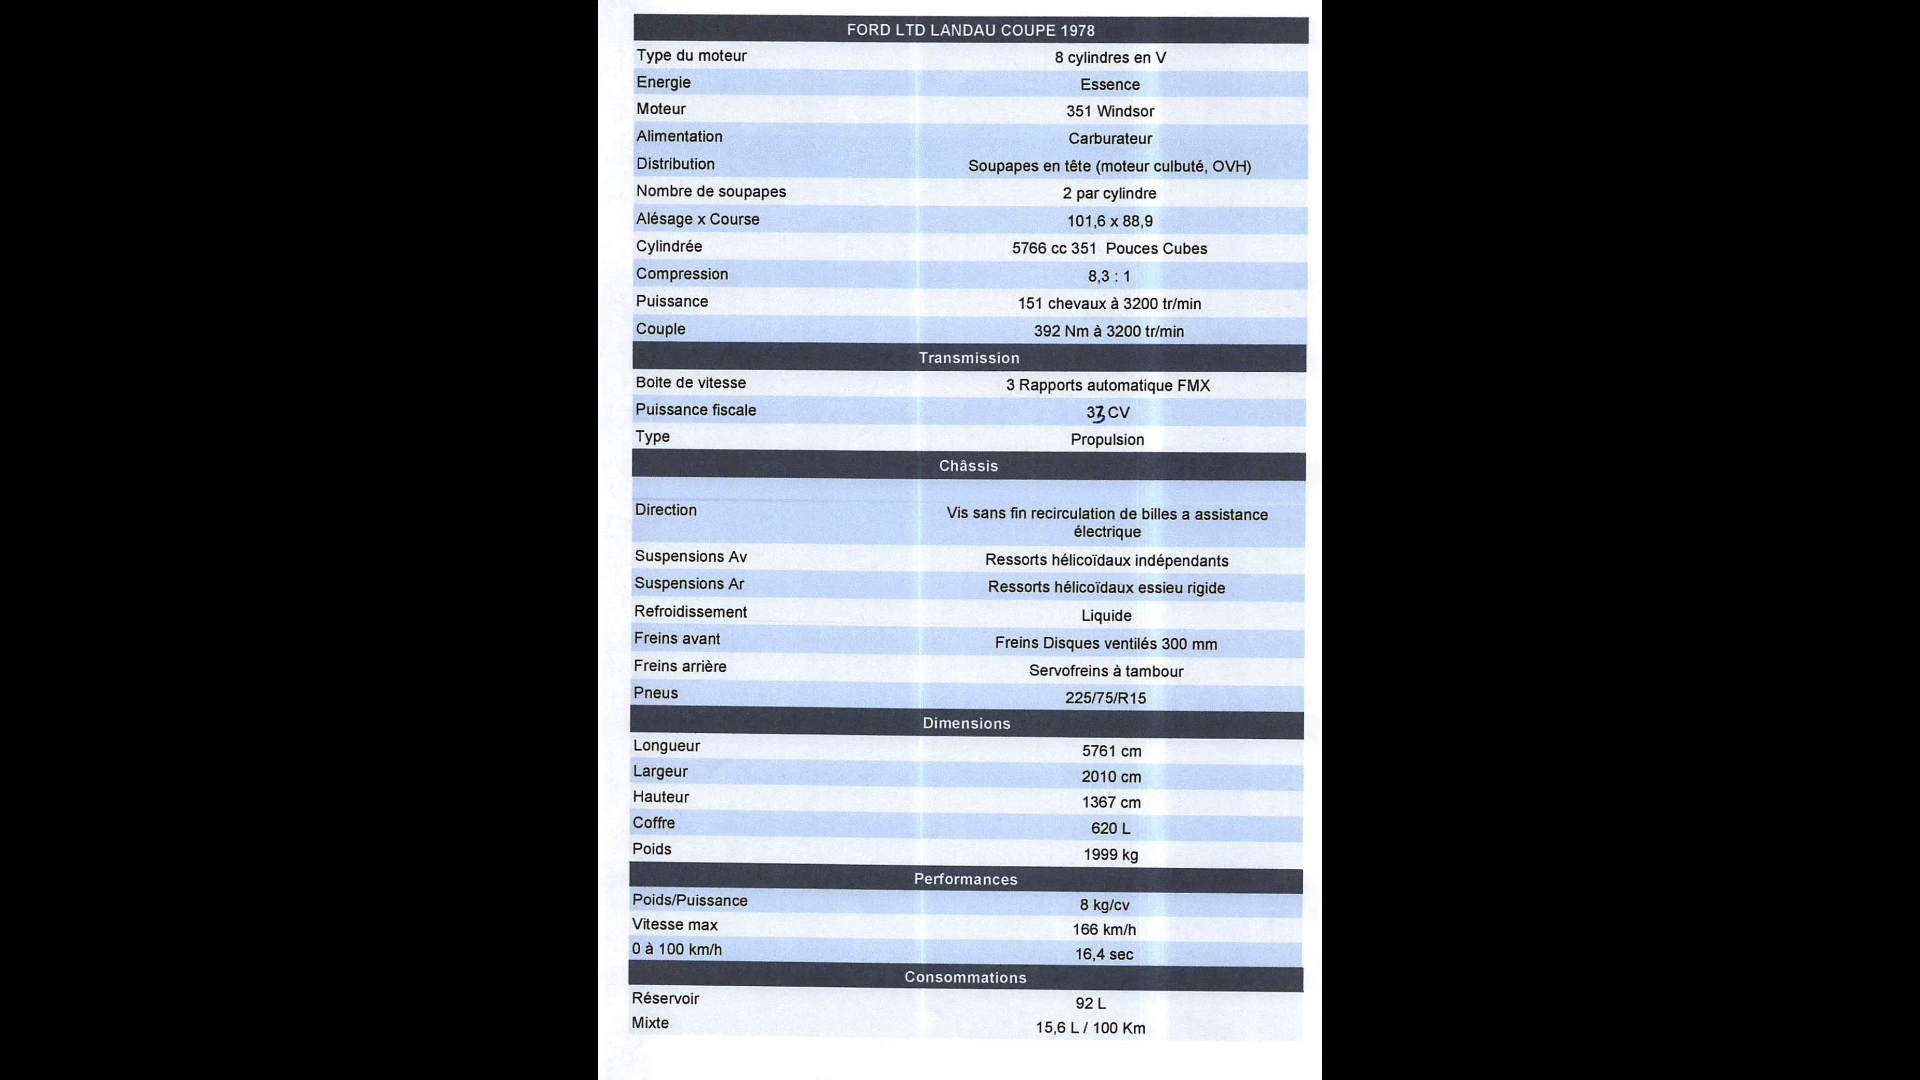 FORD LTD LANDAU COUPE 1978
Type du moteur 8 cylindres en V
Energie Essence
Moteur 351 Windsor
Alimentation Carburateur
Distribution Soupapes en tête (moteur culbuté, OVH)
Nombre de soupapes 2 par cylindre
Alésage x Course 101,6 x 88,9
Cylindrée 5766 cc 351 Pouces Cubes
Compression 8,3 : 1
Puissance 151 chevaux à 3200 tr/min
Couple 392 Nm à 3200 tr/min
Transmission
Boite de vitesse 3 Rapports automatique FMX
Puissance fiscale 33 CV
Type Propulsion
Châssis
Direction Vis sans fin recirculation de billes a assistance
électrique
Suspensions Av Ressorts hélicoïdaux indépendants
Suspensions Ar Ressorts hélicoïdaux essieu rigide
Refroidissement Liquide
Freins avant Freins Disques ventilés 300 mm
Freins arrière Servofreins à tambour
Pneus 225/75/R15
Dimensions
Longueur 5761 cm
Largeur 2010 cm
Hauteur 1367 cm
Coffre 620 L
Poids 1999 kg
Performances
Poids/Puissance 8 kg/cv
Vitesse max 166 km/h
0 à 100 km/h 16,4 sec
Consommations
Réservoir 92 L
Mixte 15,6 L / 100 Km